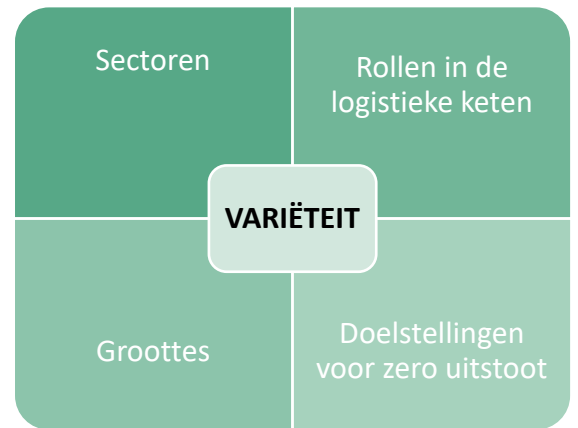 Sectoren
Rollen in de
logistieke keten
VARIËTEIT
Groottes
Doelstellingen
voor zero uitstoot